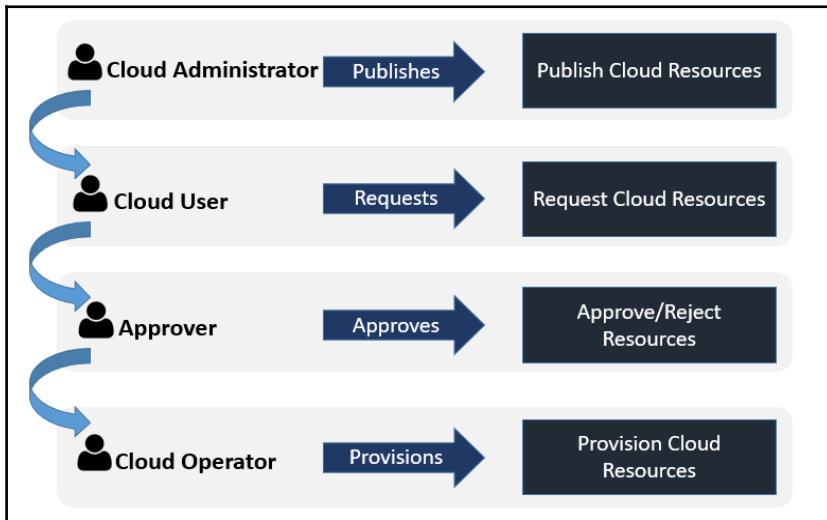 Cloud Administrator
Publishes
Publish Cloud Resources
Cloud User
Requests
Request Cloud Resources
Approver
Approves
Approve/Reject
Resources
Cloud Operator
Provisions
Provision Cloud
Resources